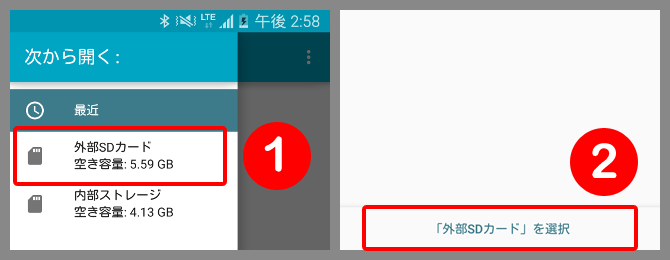 LTE 午後 2:58
次から開く:
最近
外部SDカード
空き容量: 5.59 GB
1
内部ストレージ
空き容量: 4.13 GB
2
「外部SDカード」を選択